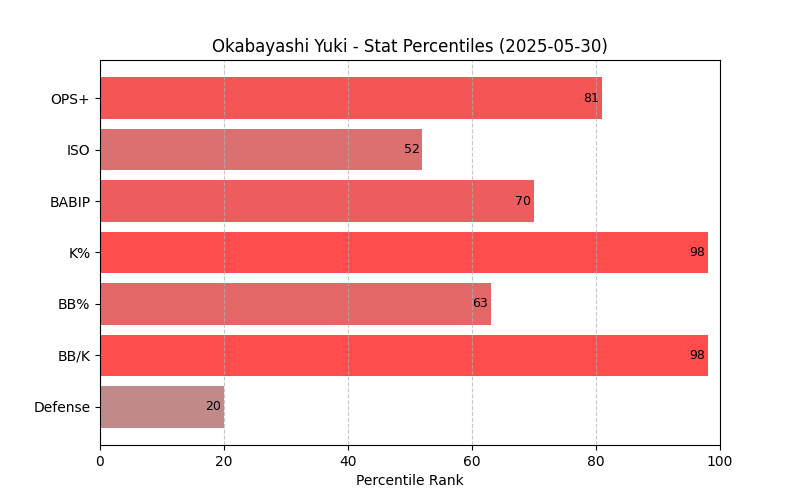 Okabayashi Yuki - Stat Percentiles (2025-05-30)
OPS+ 81
ISO 52
BABIP 70
K% 98
BB% 63
BB/K 98
Defense 20
0 20 40 60 80 100
Percentile Rank